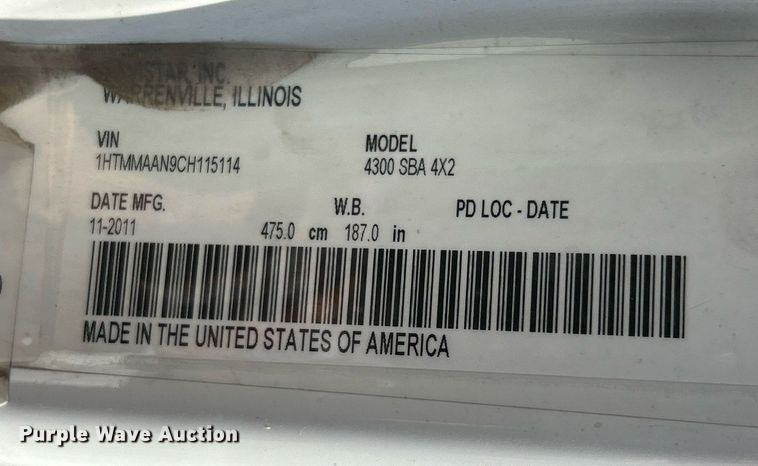 INC.
WARRENVILLE, ILLINOIS
VIN MODEL
1HTMMAAN9CH115114 4300 SBA 4X2
DATE MFG. W.B. PD LOC - DATE
11-2011 475.0 cm 187.0 in
MADE IN THE UNITED STATES OF AMERICA
Purple Wave Auction